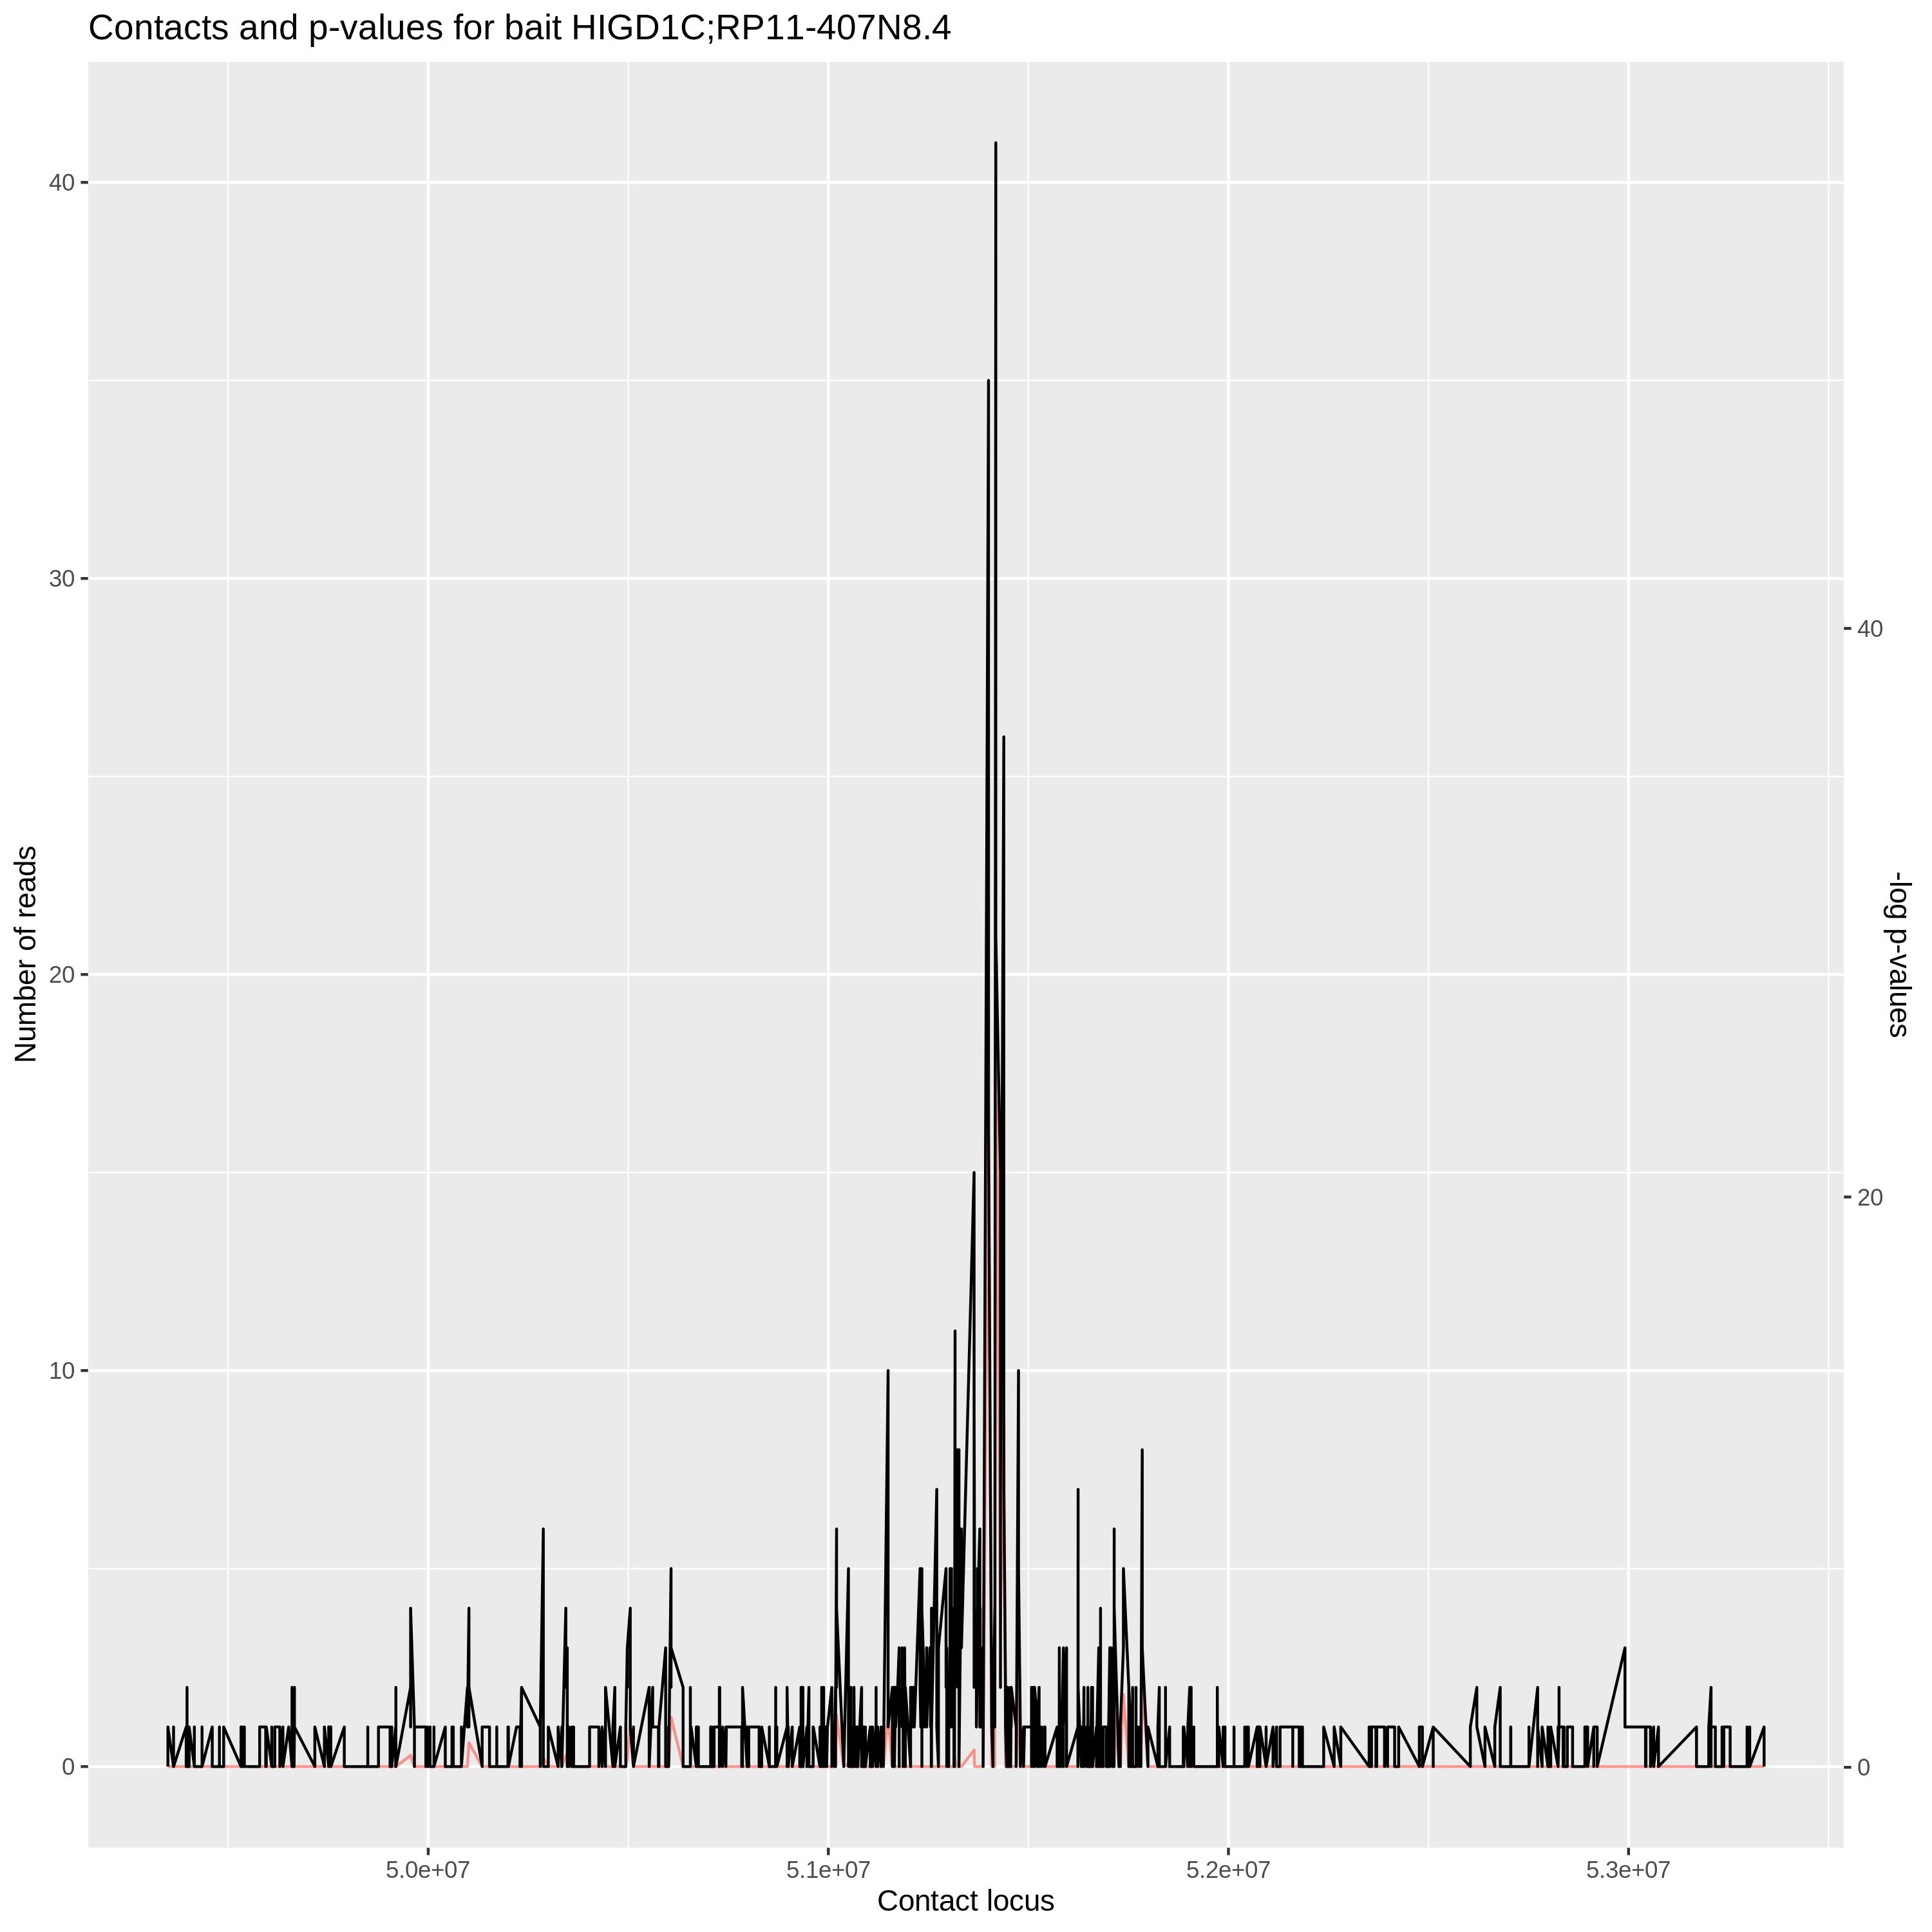 Contacts and p-values for bait HIGD1C;RP11-407N8.4
40
30
20
10
0
Number of reads
40
20
0
-log p-values
5.0e+07
5.1e+07
5.2e+07
5.3e+07
Contact locus